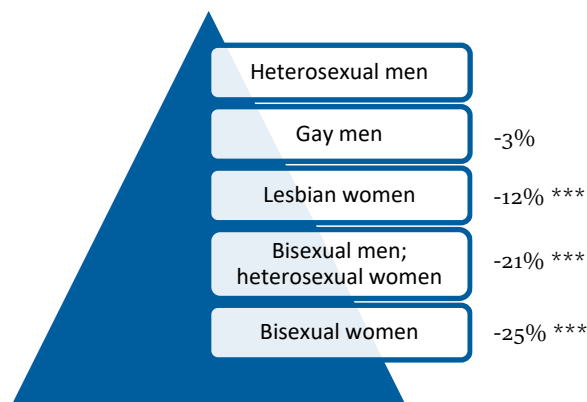 Heterosexual men
Gay men
-3%
Lesbian women
-12% ***
Bisexual men;
heterosexual women
-21% ***
Bisexual women
-25% ***